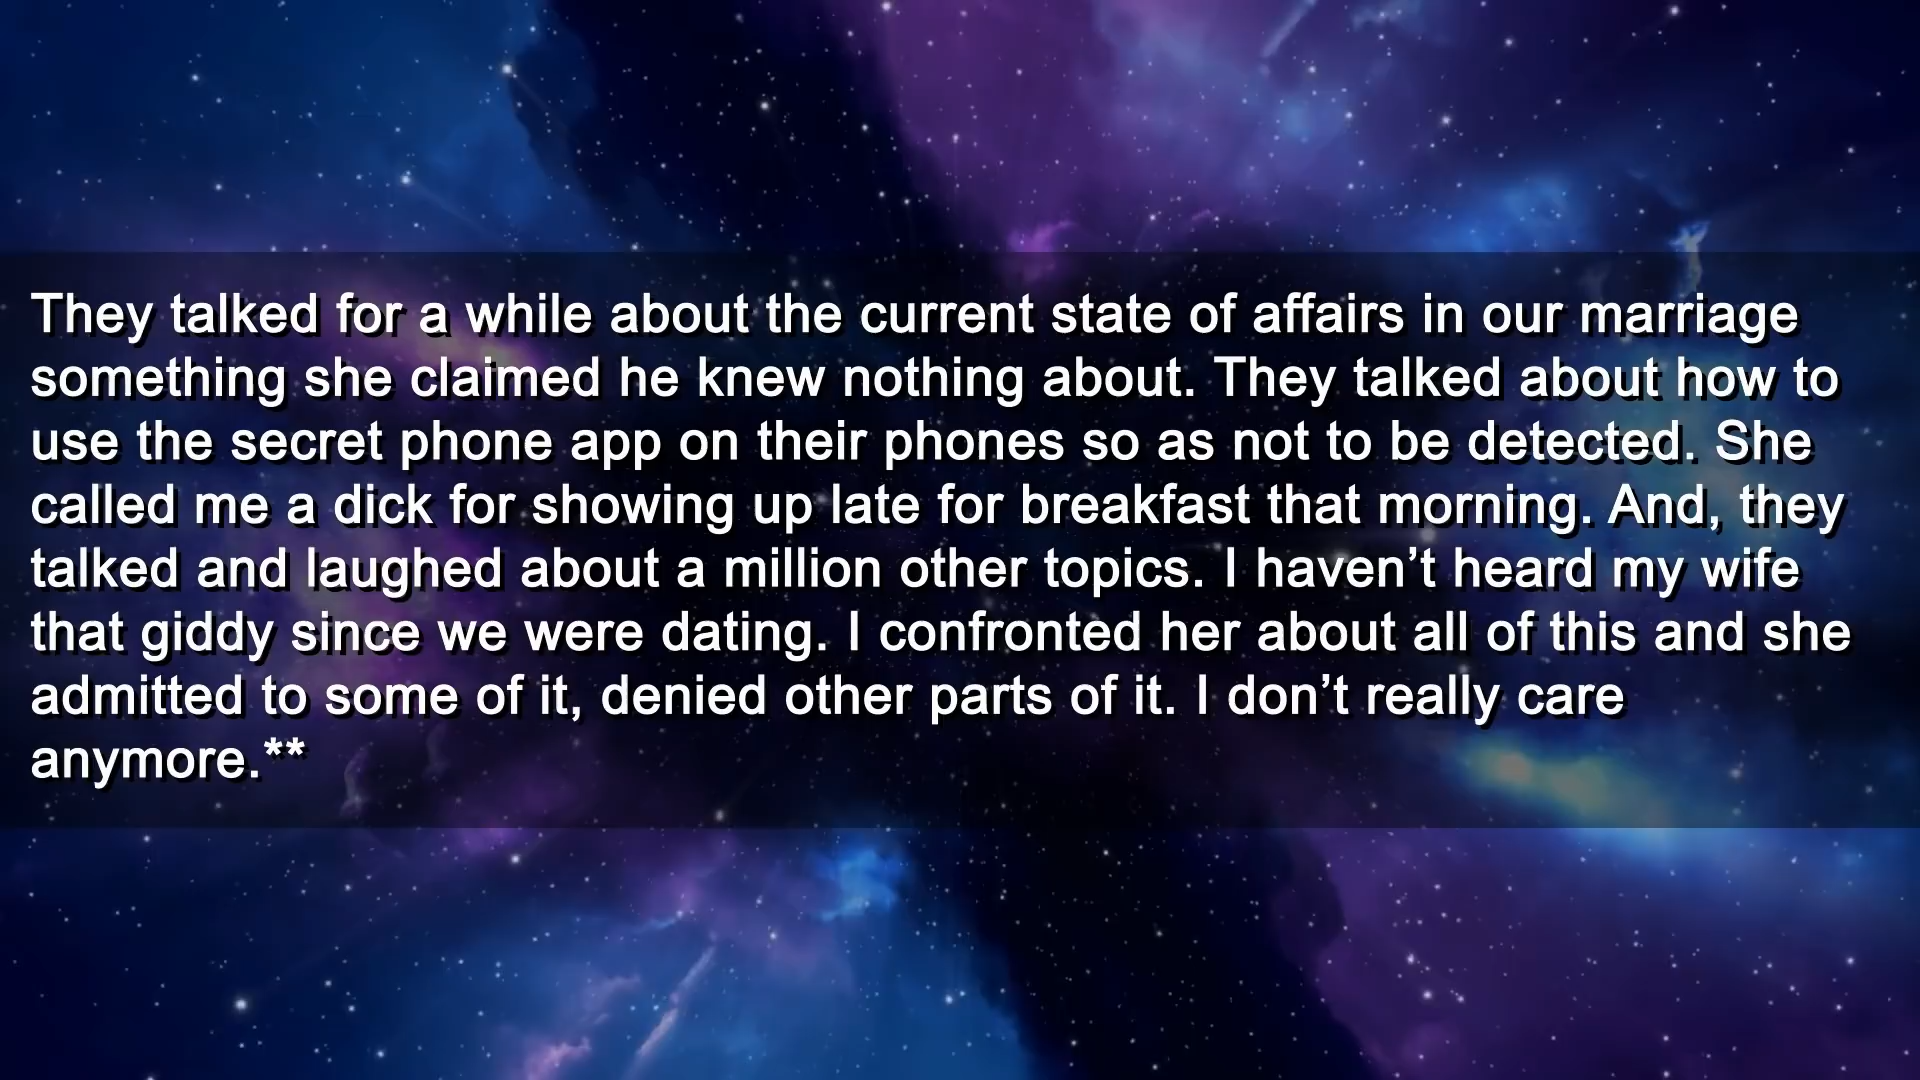 They talked for a while about the current state of affairs in our marriage
something she claimed he knew nothing about. They talked about how to
use the secret phone app on their phones so as not to be detected. She
called me a dick for showing up late for breakfast that morning. And, they
talked and laughed about a million other topics. I haven’t heard my wife
that giddy since we were dating. I confronted her about all of this and she
admitted to some of it, denied other parts of it. I don’t really care
anymore.**